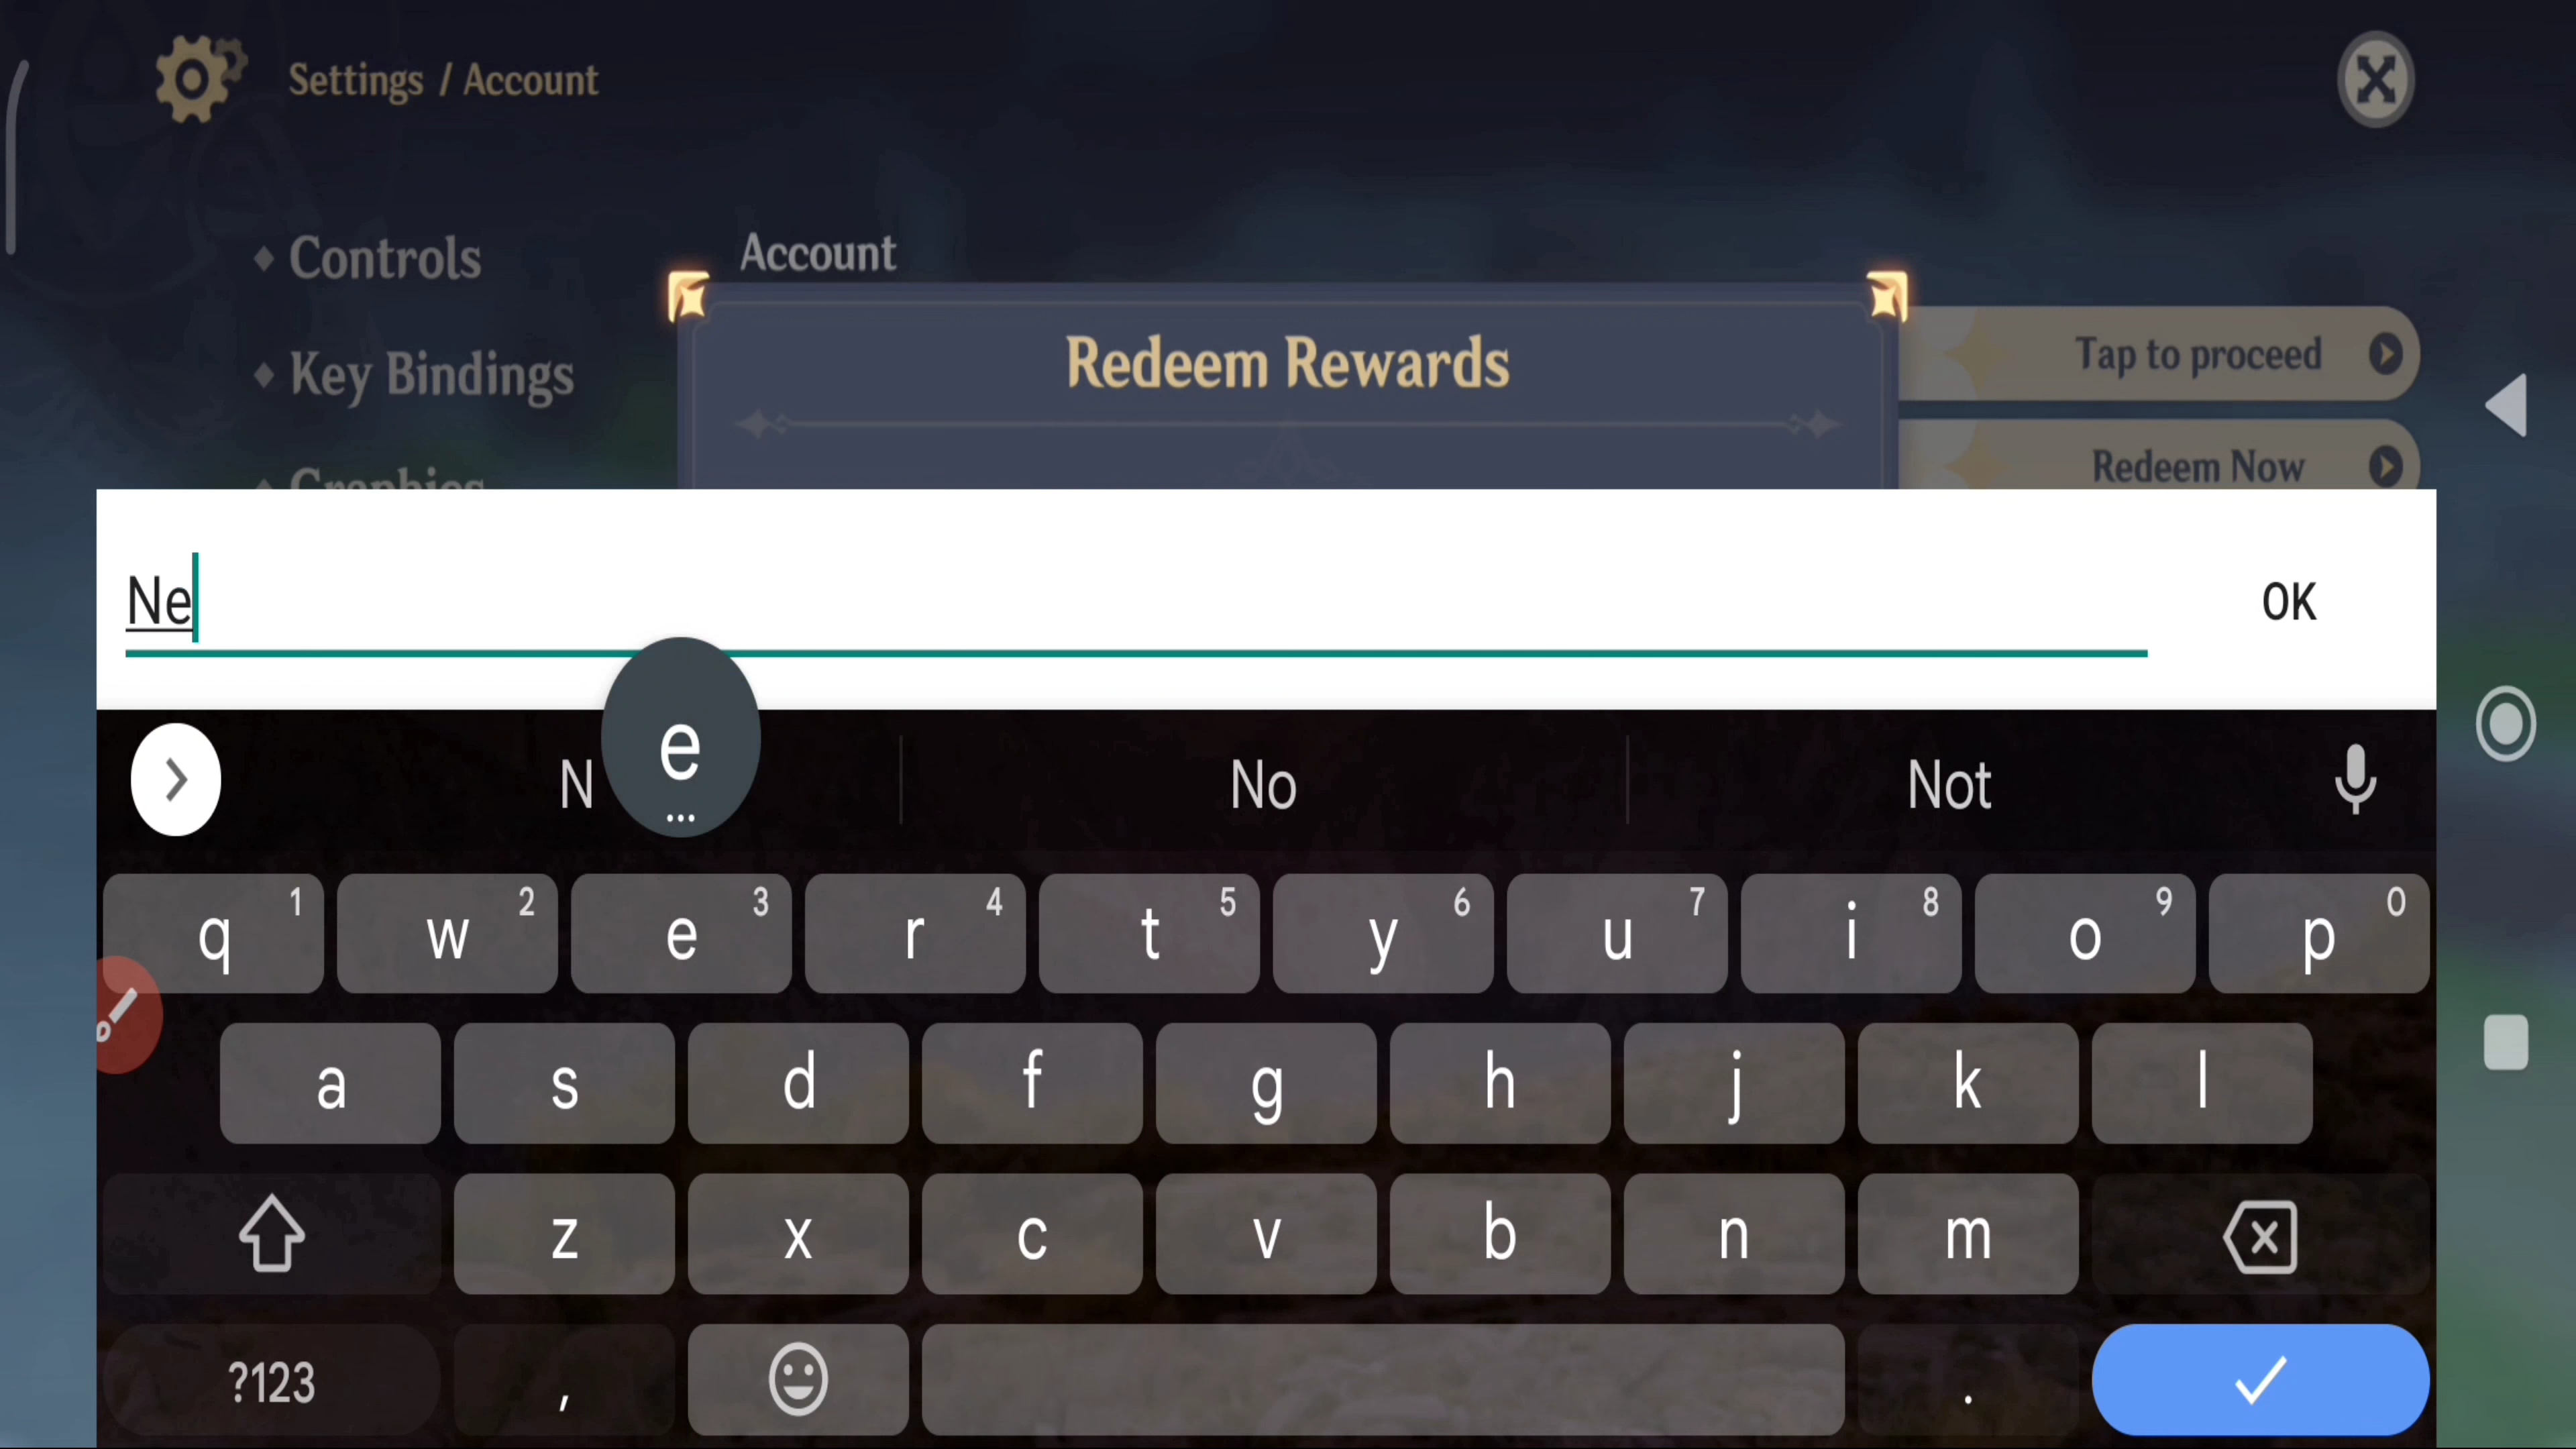 Settings / Account
Controls
Account
Key Bindings
Redeem Rewards
Tap to proceed
Graphics
Redeem Now
Ne
OK
e
...
N
No
Not
q 1 w 2 e 3 r 4 t 5 y 6 u 7 i 8 o 9 p 0
a s d f g h j k l
z x c v b n m
?123 , .